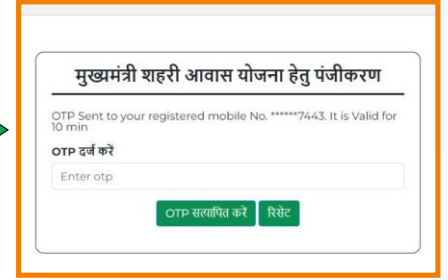 मुख्यमंत्री शहरी आवास योजना हेतु पंजीकरण
OTP Sent to your registered mobile No. ******7443. It is Valid for
10 min
OTP दर्ज करें
Enter otp
OTP सत्यापित करें रिसेट